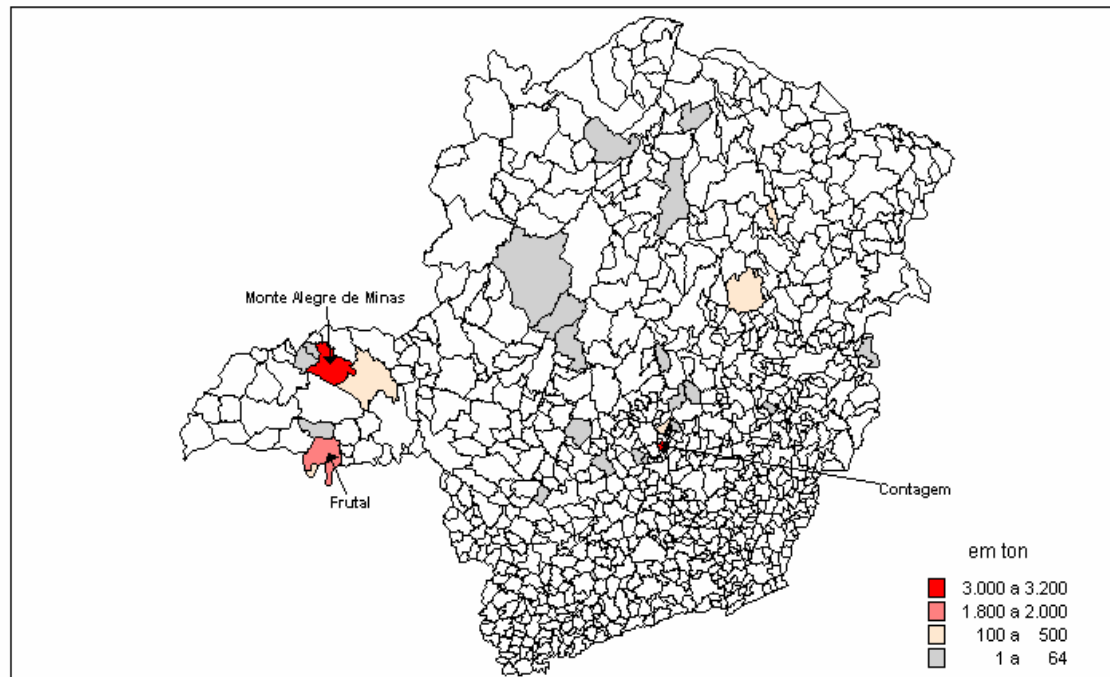 Monte Alegre de Minas
Frutal
Contagem
em ton
3.000 a 3.200
1.800 a 2.000
100 a 500
1 a 64